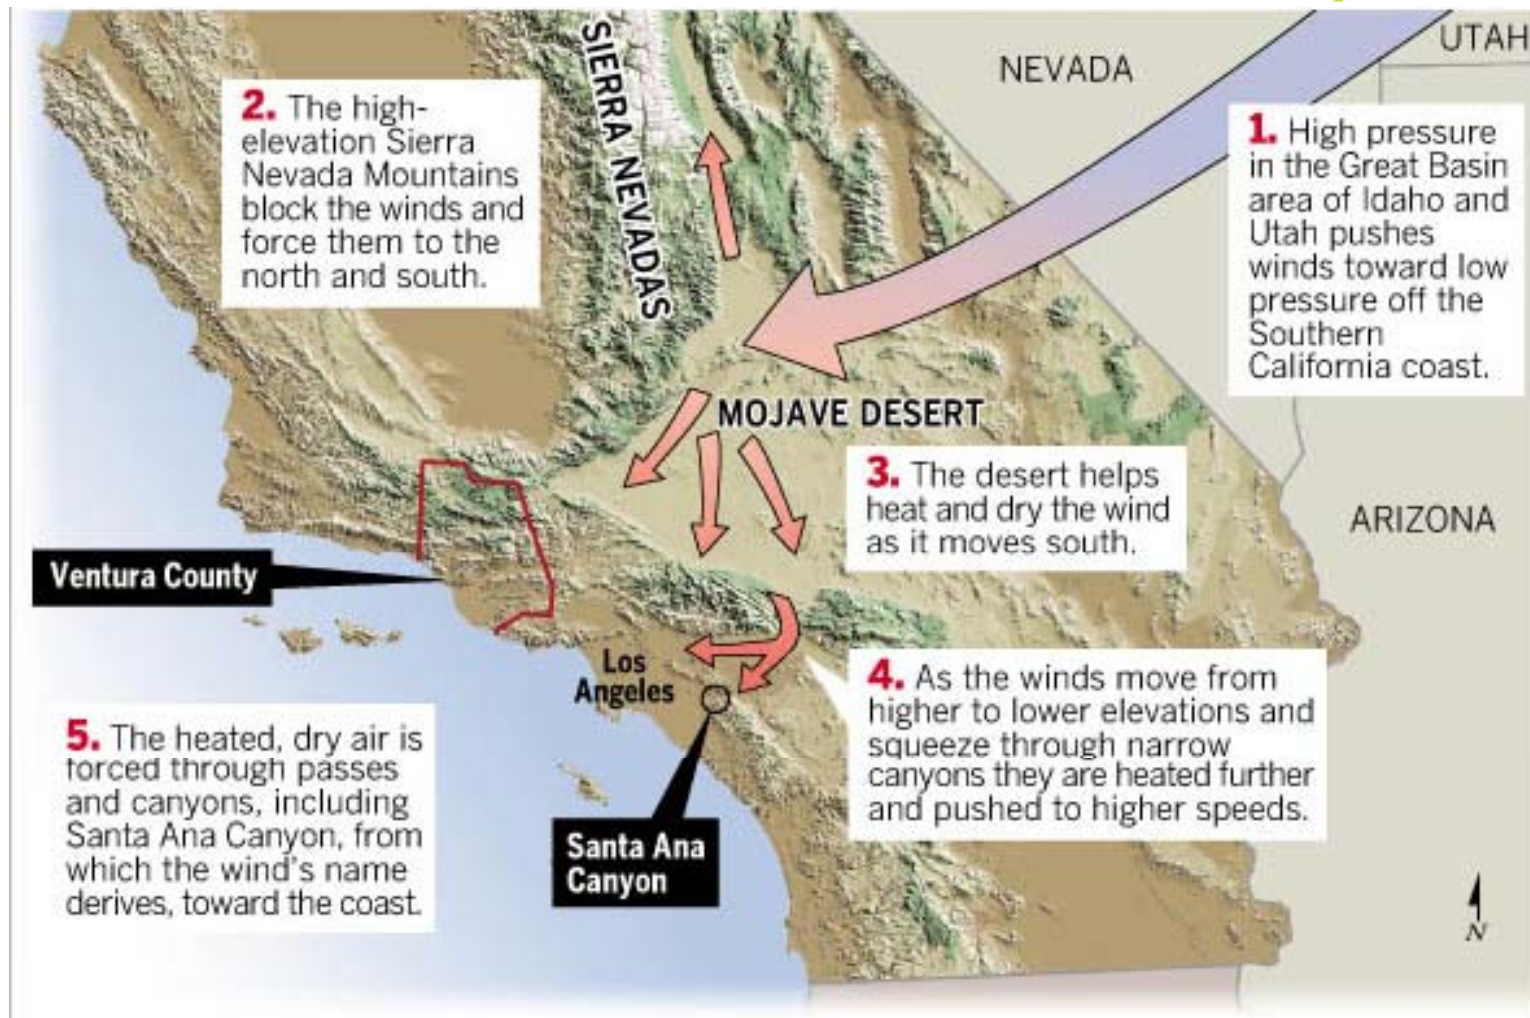 UTAH
NEVADA
SIERRA NEVADAS
2. The high-
elevation Sierra
Nevada Mountains
block the winds and
force them to the
north and south.
1. High pressure
in the Great Basin
area of Idaho and
Utah pushes
winds toward low
pressure off the
Southern
California coast.
MOJAVE DESERT
3. The desert helps
heat and dry the wind
as it moves south.
ARIZONA
Ventura County
Los
Angeles
4. As the winds move from
higher to lower elevations and
squeeze through narrow
canyons they are heated further
and pushed to higher speeds.
5. The heated, dry air is
forced through passes
and canyons, including
Santa Ana Canyon, from
which the wind's name
derives, toward the coast.
Santa Ana
Canyon
N